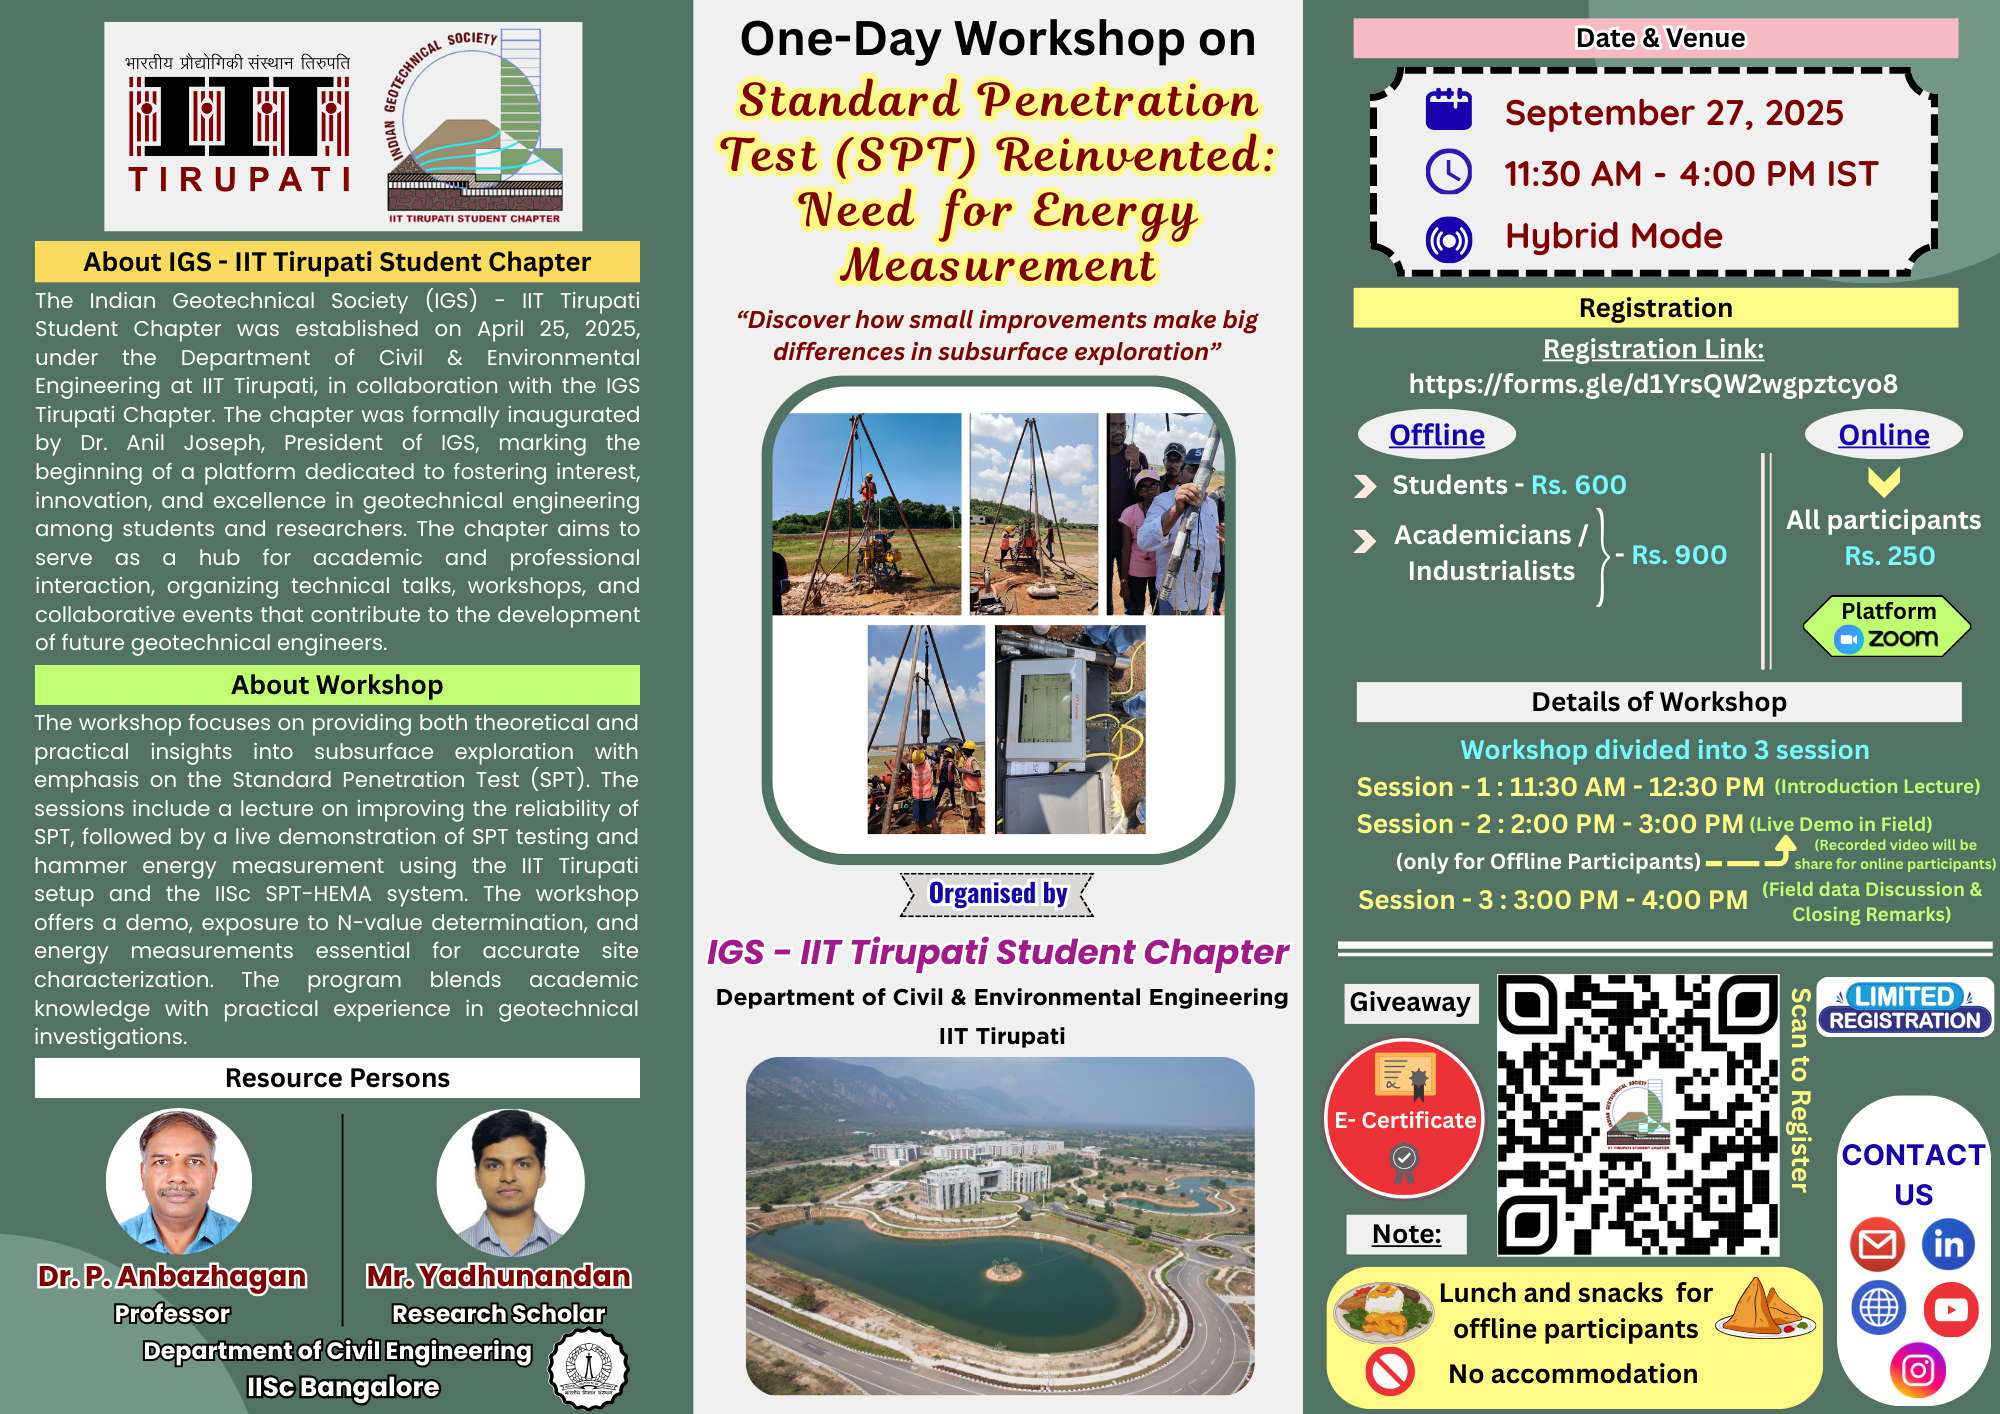 भारतीय प्रौद्योगिकी संस्थान तिरुपति
TIRUPATI
INDIAN GEOTECHNICAL SOCIETY
IIT TIRUPATI STUDENT CHAPTER
About IGS - IIT Tirupati Student Chapter
The Indian Geotechnical Society (IGS) - IIT Tirupati
Student Chapter was established on April 25, 2025,
under the Department of Civil & Environmental
Engineering at IIT Tirupati, in collaboration with the IGS
Tirupati Chapter. The chapter was formally inaugurated
by Dr. Anil Joseph, President of IGS, marking the
beginning of a platform dedicated to fostering interest,
innovation, and excellence in geotechnical engineering
among students and researchers. The chapter aims to
serve as a hub for academic and professional
interaction, organizing technical talks, workshops, and
collaborative events that contribute to the development
of future geotechnical engineers.
About Workshop
The workshop focuses on providing both theoretical and
practical insights into subsurface exploration with
emphasis on the Standard Penetration Test (SPT). The
sessions include a lecture on improving the reliability of
SPT, followed by a live demonstration of SPT testing and
hammer energy measurement using the IIT Tirupati
setup and the IISc SPT-HEMA system. The workshop
offers a demo, exposure to N-value determination, and
energy measurements essential for accurate site
characterization. The program blends academic
knowledge with practical experience in geotechnical
investigations.
Resource Persons
Dr. P. Anbazhagan
Professor
Mr. Yadhunandan
Research Scholar
Department of Civil Engineering
IISc Bangalore
One-Day Workshop on
Standard Penetration
Test (SPT) Reinvented:
Need for Energy
Measurement
“Discover how small improvements make big
differences in subsurface exploration”
Organised by
IGS - IIT Tirupati Student Chapter
Department of Civil & Environmental Engineering
IIT Tirupati
Date & Venue
September 27, 2025
11:30 AM - 4:00 PM IST
Hybrid Mode
Registration
Registration Link:
https://forms.gle/d1YrsQW2wgpztcyo8
Offline
Students - Rs. 600
Academicians /
Industrialists
- Rs. 900
Online
All participants
Rs. 250
Platform
zoom
Details of Workshop
Workshop divided into 3 session
Session - 1 : 11:30 AM - 12:30 PM (Introduction Lecture)
Session - 2 : 2:00 PM - 3:00 PM (Live Demo in Field)
(only for Offline Participants)
(Recorded video will be
share for online participants)
Session - 3 : 3:00 PM - 4:00 PM (Field data Discussion &
Closing Remarks)
Giveaway
E- Certificate
INDIAN GEOTECHNICAL SOCIETY
IIT TIRUPATI STUDENT CHAPTER
Scan to Register
LIMITED
REGISTRATION
CONTACT
US
in
Note:
Lunch and snacks for
offline participants
No accommodation